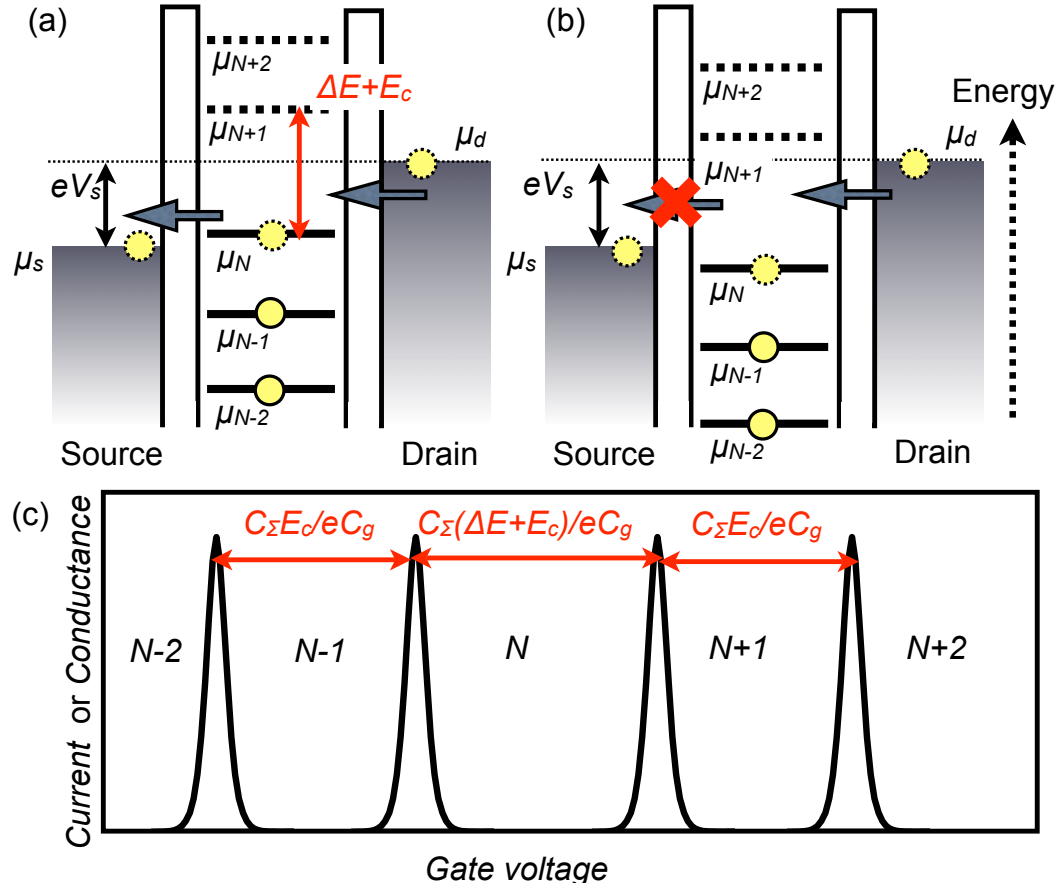 (a)
μN+2
ΔE+Ec
μN+1
μd
eVs
μs
μN
μN-1
μN-2
Source
Drain
(b)
μN+2
Energy
μd
μN+1
eVs
μs
μN
μN-1
μN-2
Source
Drain
(c)
Current or Conductance
CΣEc/eCg
CΣ(ΔE+Ec)/eCg
CΣEc/eCg
N-2
N-1
N
N+1
N+2
Gate voltage